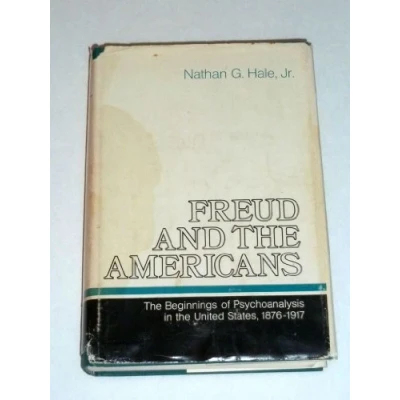 Nathan G. Hale, Jr.
FREUD
AND THE
AMERICANS
The Beginnings of Psychoanalysis
in the United States, 1876-1917